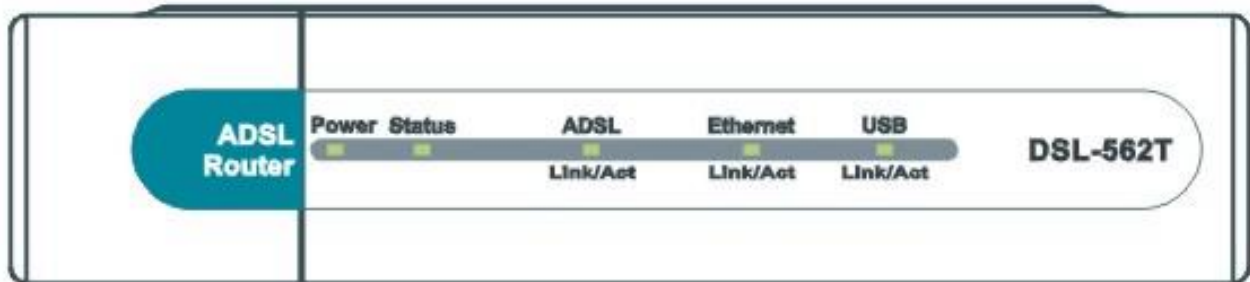 ADSL
Router
Power Status ADSL Ethernet USB
Link/Act Link/Act Link/Act
DSL-562T